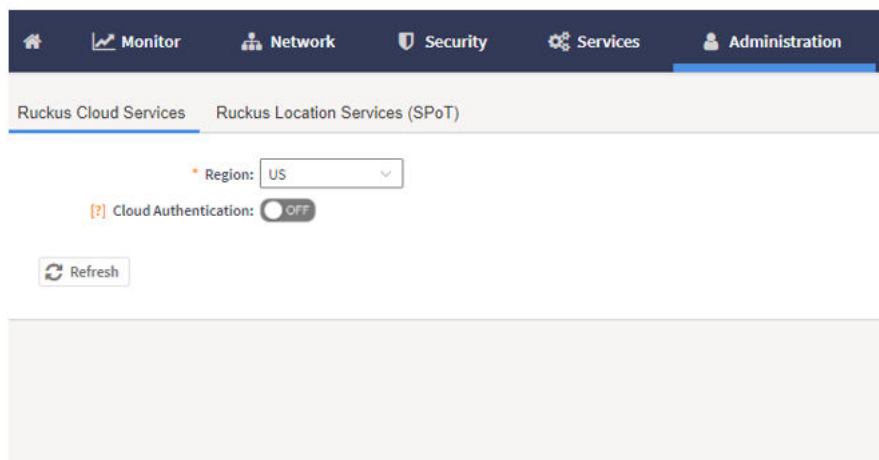 Monitor Network Security Services Administration
Ruckus Cloud Services Ruckus Location Services (SPoT)
* Region: US
[?] Cloud Authentication: OFF
Refresh